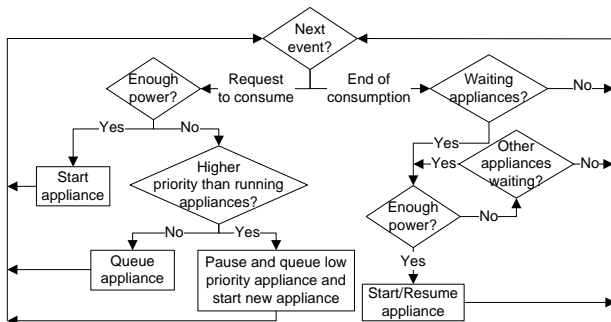 Next
event?
Enough
power?
Request
to consume
End of
consumption
Waiting
appliances?
No
Yes
No
Yes
Start
appliance
Higher
priority than running
appliances?
Yes
Other
appliances
waiting?
No
Enough
power?
No
No
Yes
Yes
Queue
appliance
Pause and queue low
priority appliance and
start new appliance
Start/Resume
appliance